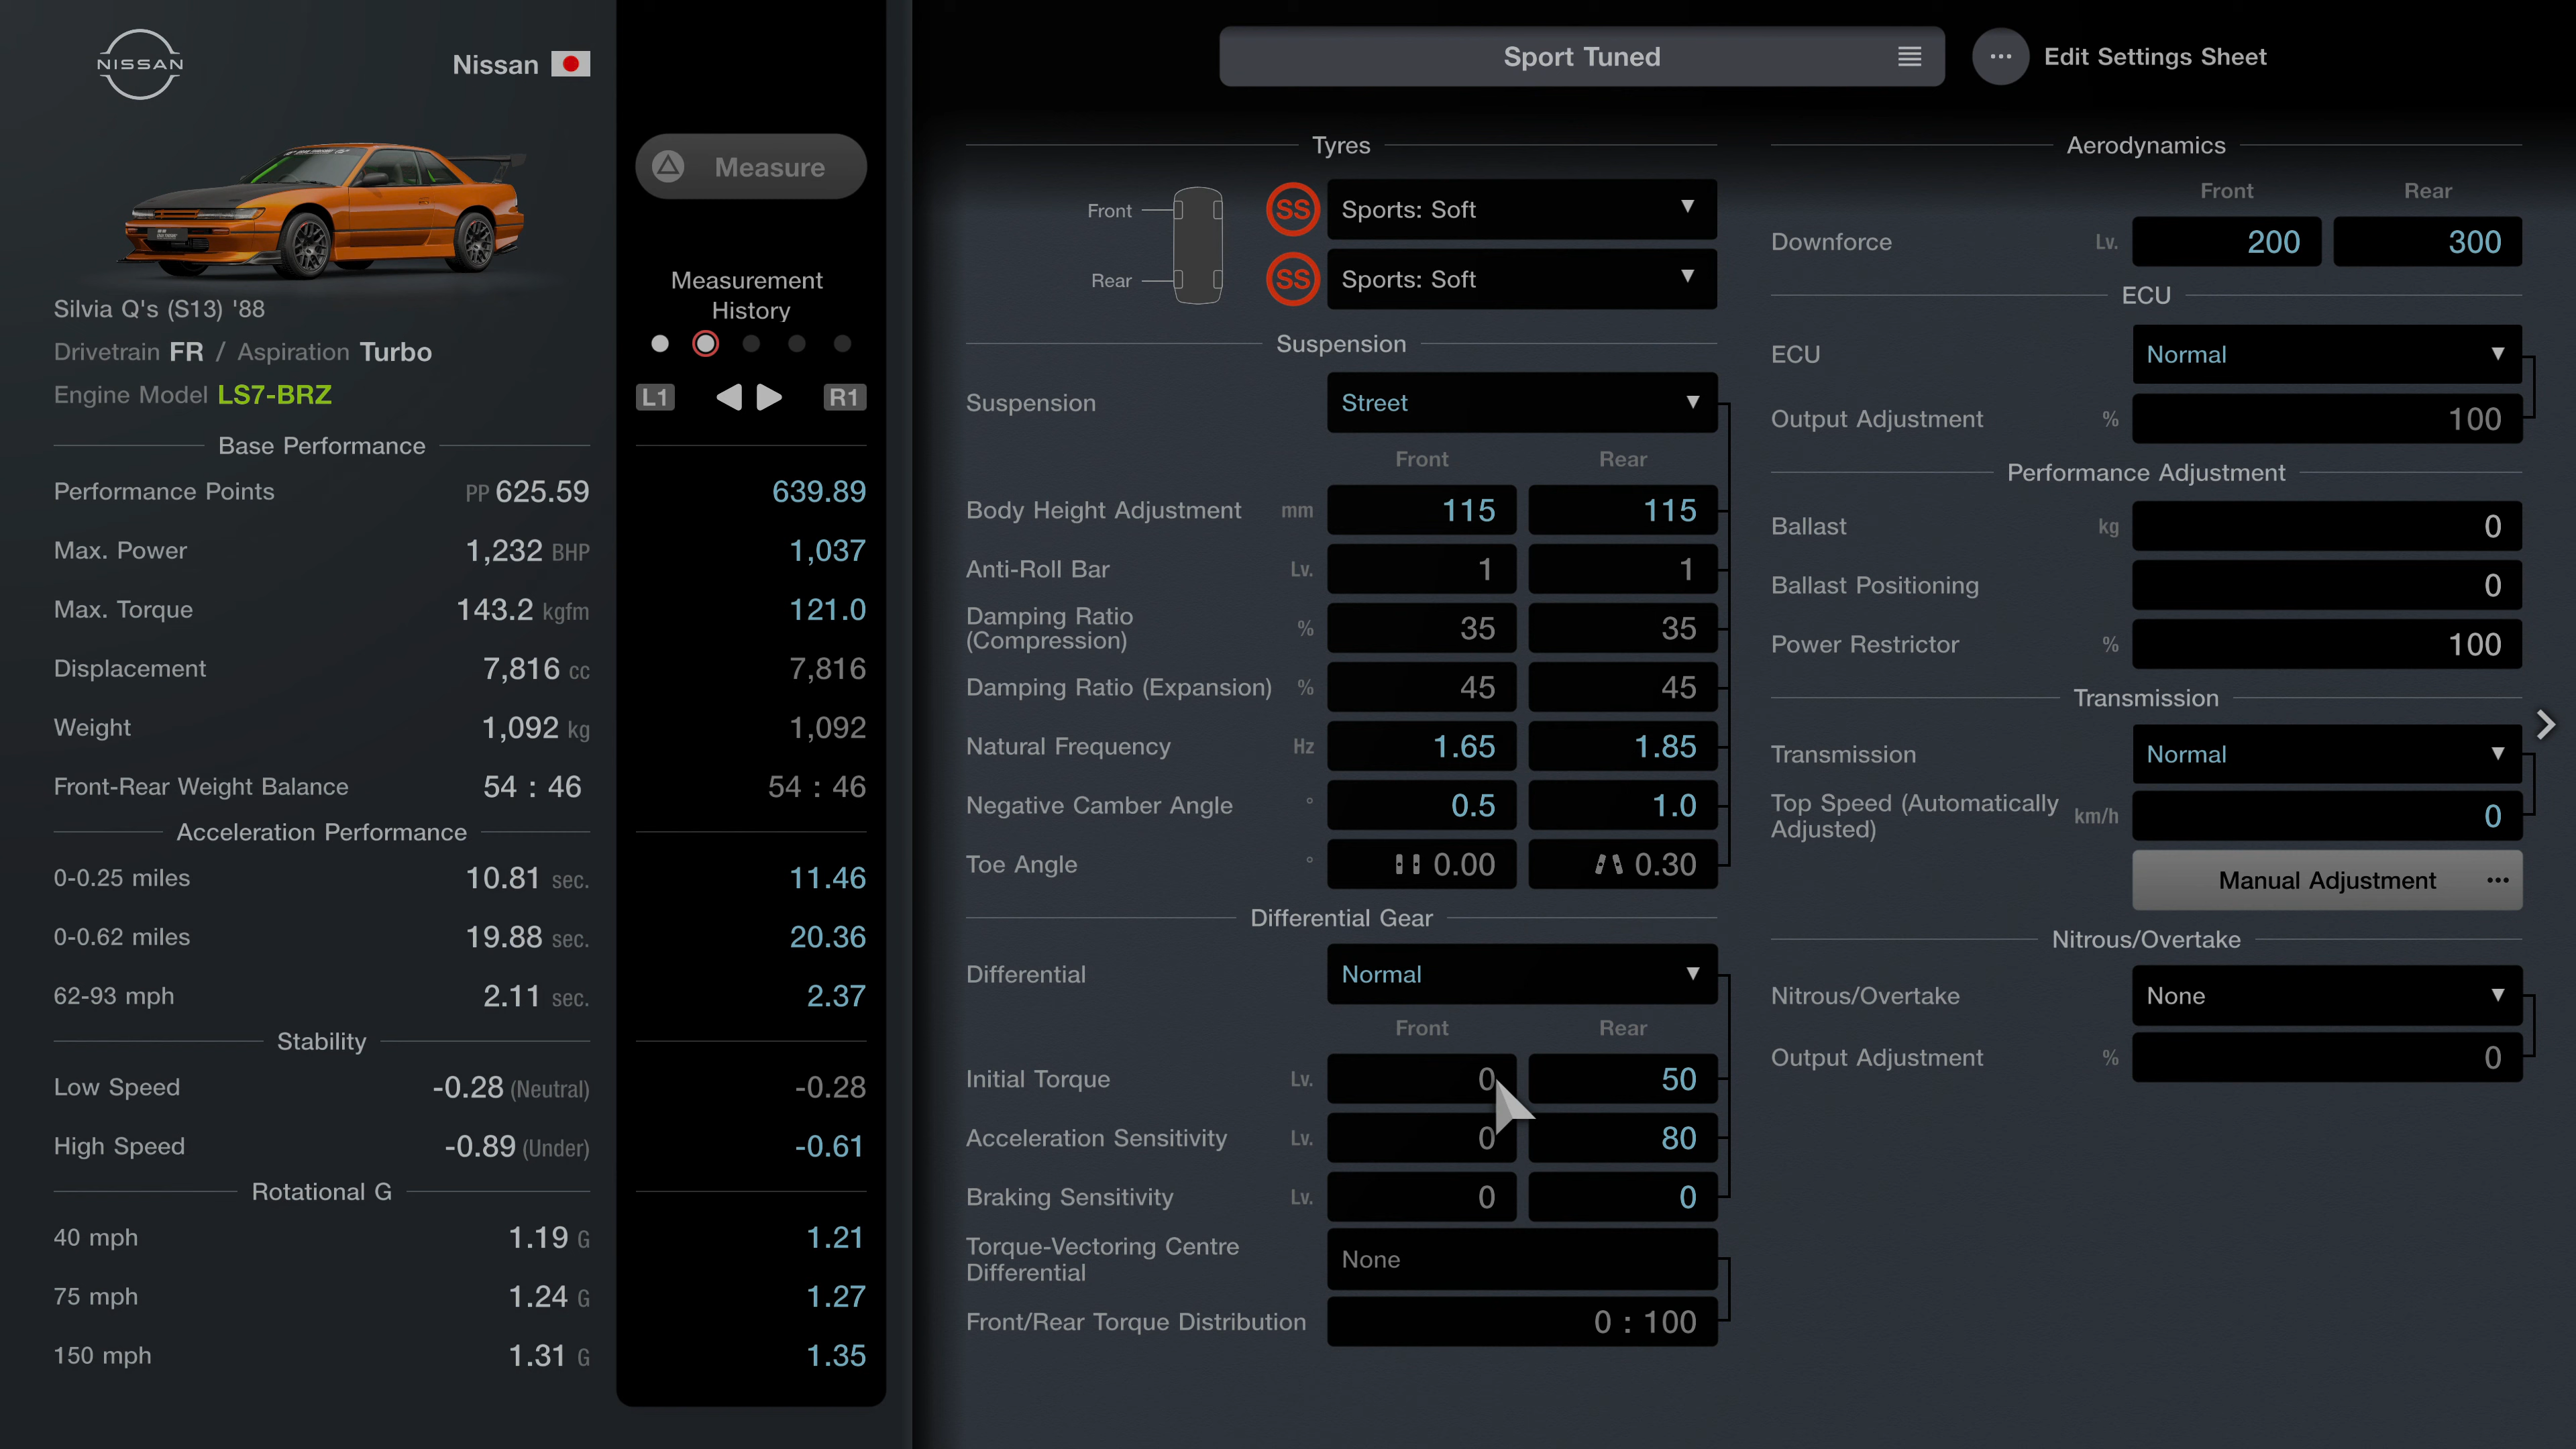 NISSAN
Nissan
Silvia Q's (S13) '88
Drivetrain FR / Aspiration Turbo
Engine Model LS7-BRZ
Base Performance
Performance Points PP 625.59
Max. Power 1,232 BHP
Max. Torque 143.2 kgfm
Displacement 7,816 cc
Weight 1,092 kg
Front-Rear Weight Balance 54 : 46
Acceleration Performance
0-0.25 miles 10.81 sec.
0-0.62 miles 19.88 sec.
62-93 mph 2.11 sec.
Stability
Low Speed -0.28 (Neutral)
High Speed -0.89 (Under)
Rotational G
40 mph 1.19 G
75 mph 1.24 G
150 mph 1.31 G
Measure
Measurement
History
L1 R1
639.89
1,037
121.0
7,816
1,092
54 : 46
11.46
20.36
2.37
-0.28
-0.61
1.21
1.27
1.35
Sport Tuned
Edit Settings Sheet
Tyres
Front SS Sports: Soft
Rear SS Sports: Soft
Suspension
Suspension Street
Front Rear
Body Height Adjustment mm 115 115
Anti-Roll Bar Lv. 1 1
Damping Ratio
(Compression) % 35 35
Damping Ratio (Expansion) % 45 45
Natural Frequency Hz 1.65 1.85
Negative Camber Angle ° 0.5 1.0
Toe Angle ° 0.00 0.30
Differential Gear
Differential Normal
Front Rear
Initial Torque Lv. 0 50
Acceleration Sensitivity Lv. 0 80
Braking Sensitivity Lv. 0 0
Torque-Vectoring Centre
Differential None
Front/Rear Torque Distribution 0 : 100
Aerodynamics
Front Rear
Downforce Lv. 200 300
ECU
ECU Normal
Output Adjustment % 100
Performance Adjustment
Ballast kg 0
Ballast Positioning 0
Power Restrictor % 100
Transmission
Transmission Normal
Top Speed (Automatically
Adjusted) km/h 0
Manual Adjustment
Nitrous/Overtake
Nitrous/Overtake None
Output Adjustment % 0